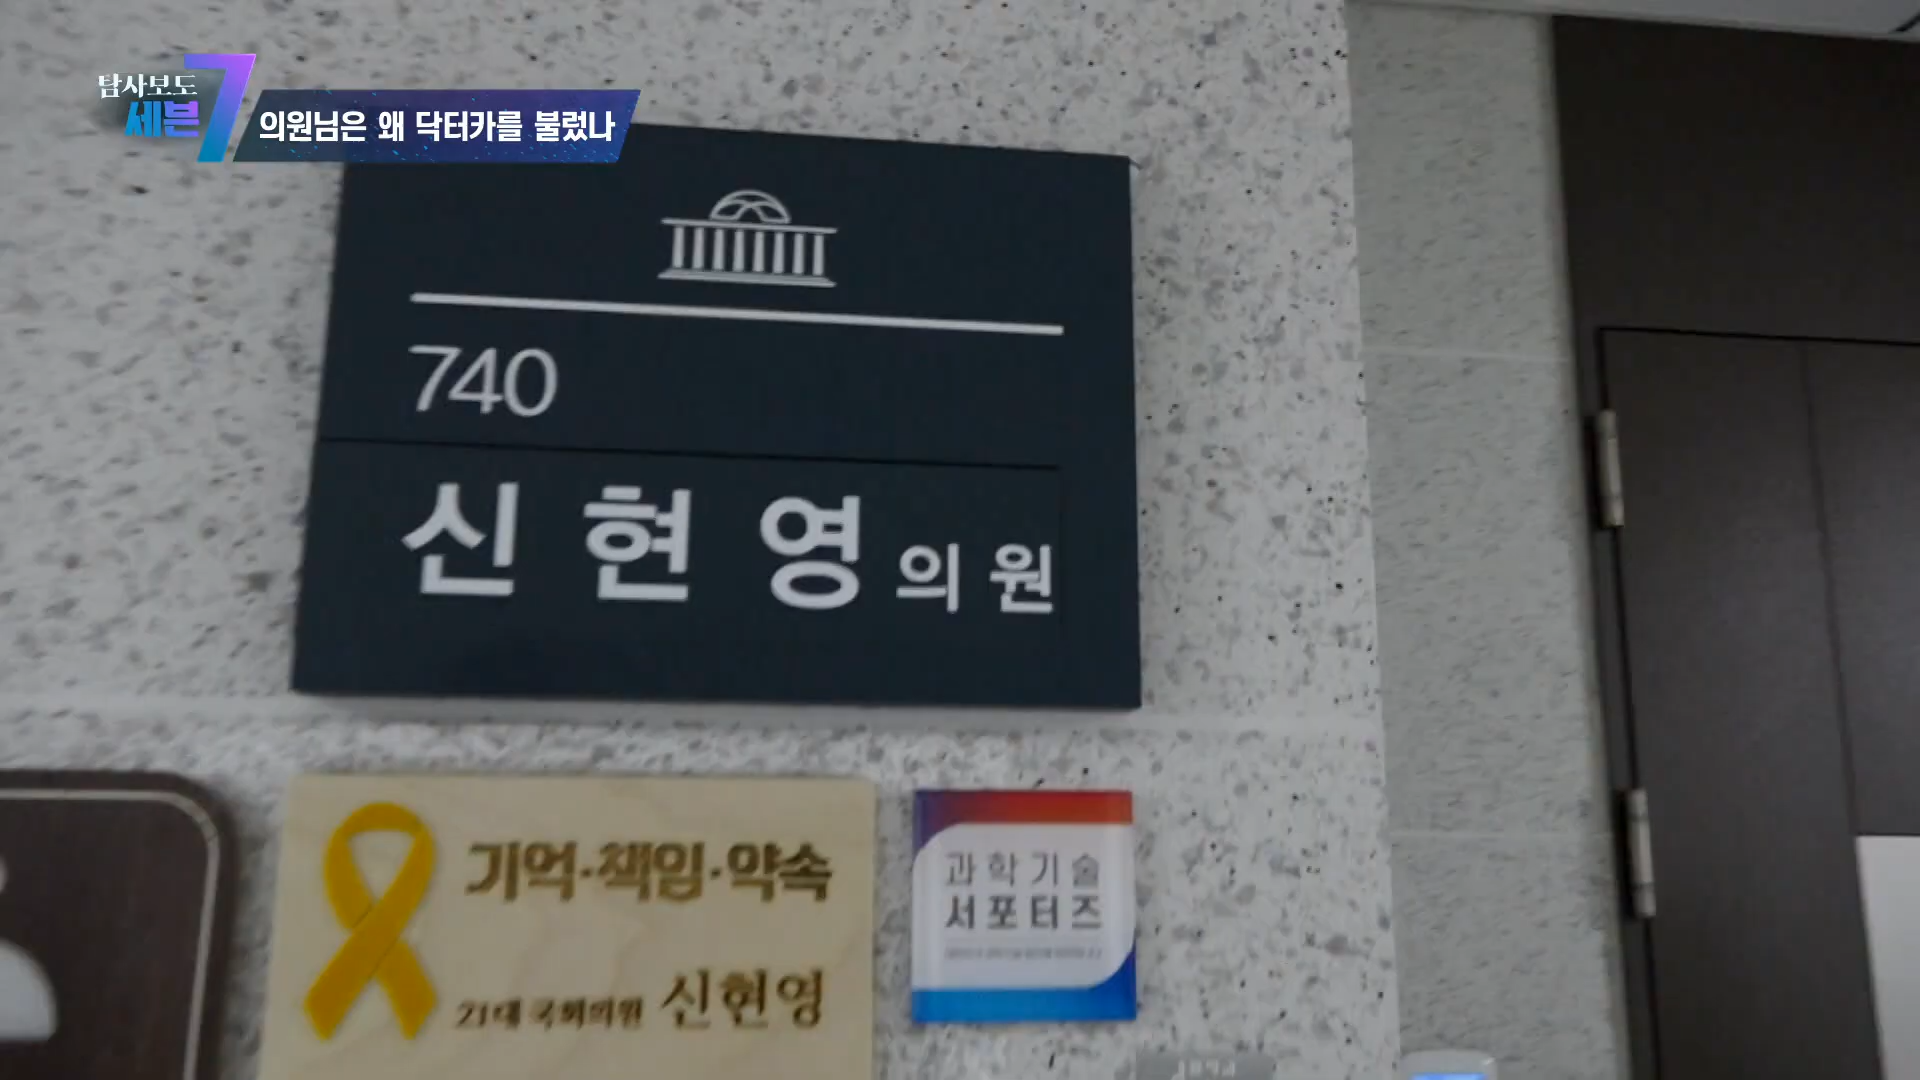 탐사보도
세븐 7
의원님은 왜 닥터카를 불렀나
740
신현영 의원
기억·책임·약속
21대 국회의원 신현영
과학기술
서포터즈